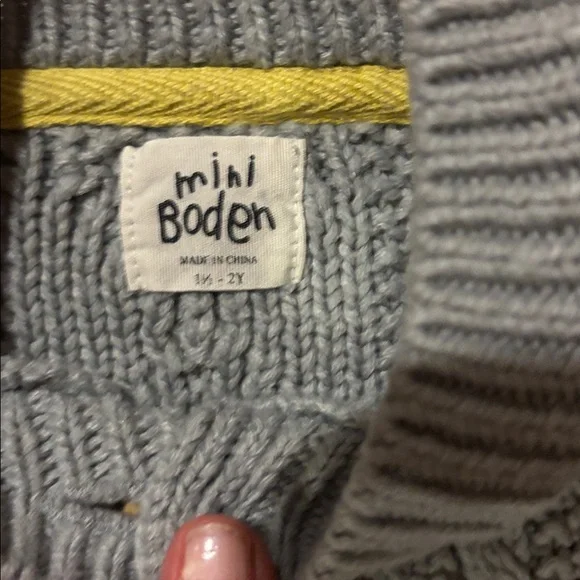 mini
Boden
MADE IN CHINA
1½ - 2Y